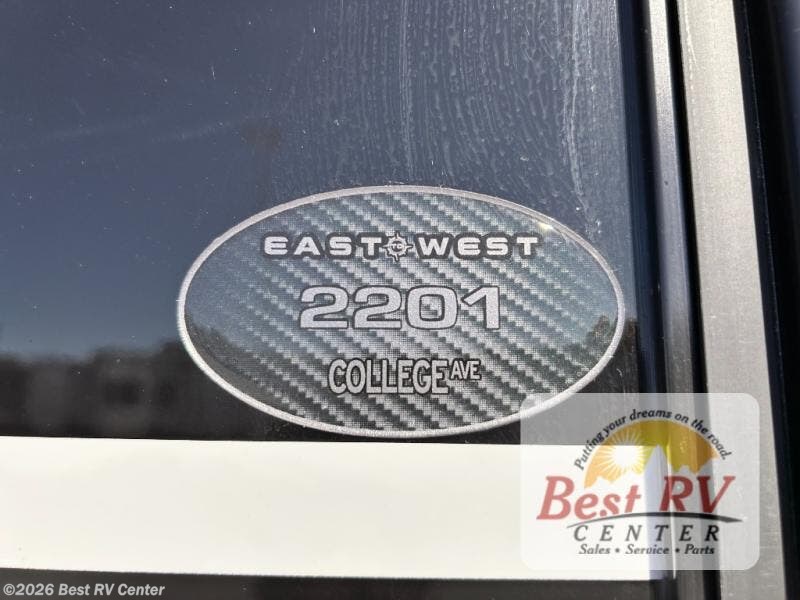 EAST TO WEST
2201
COLLEGE AVE
Putting your dreams on the road.
Best RV
CENTER
Sales • Service • Parts
©2026 Best RV Center